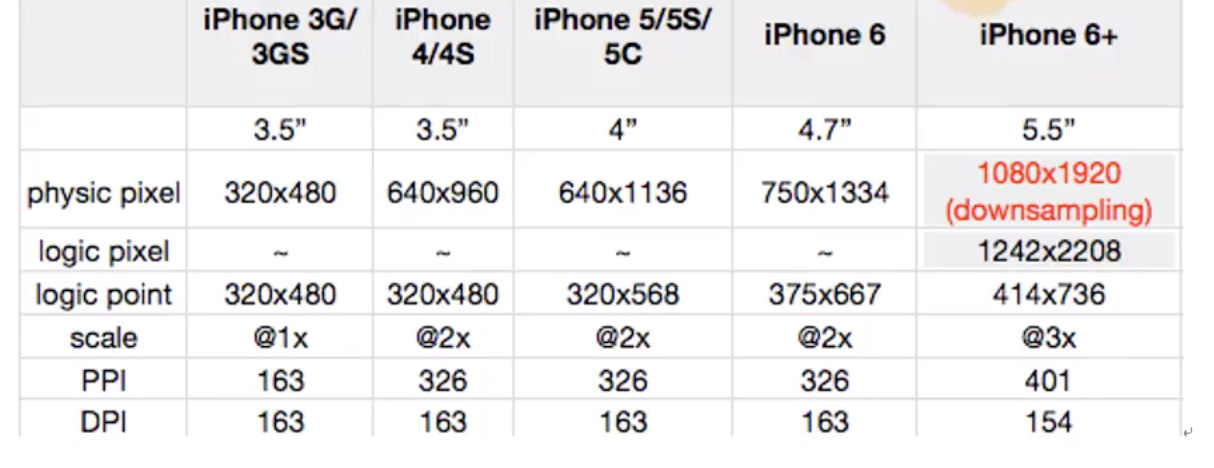 iPhone 3G/ iPhone iPhone 5/5S/ iPhone 6 iPhone 6+
3GS 4/4S 5C
3.5” 3.5” 4” 4.7” 5.5”
physic pixel 320x480 640x960 640x1136 750x1334 1080x1920
(downsampling)
logic pixel ~ ~ ~ ~ 1242x2208
logic point 320x480 320x480 320x568 375x667 414x736
scale @1x @2x @2x @2x @3x
PPI 163 326 326 326 401
DPI 163 163 163 163 154